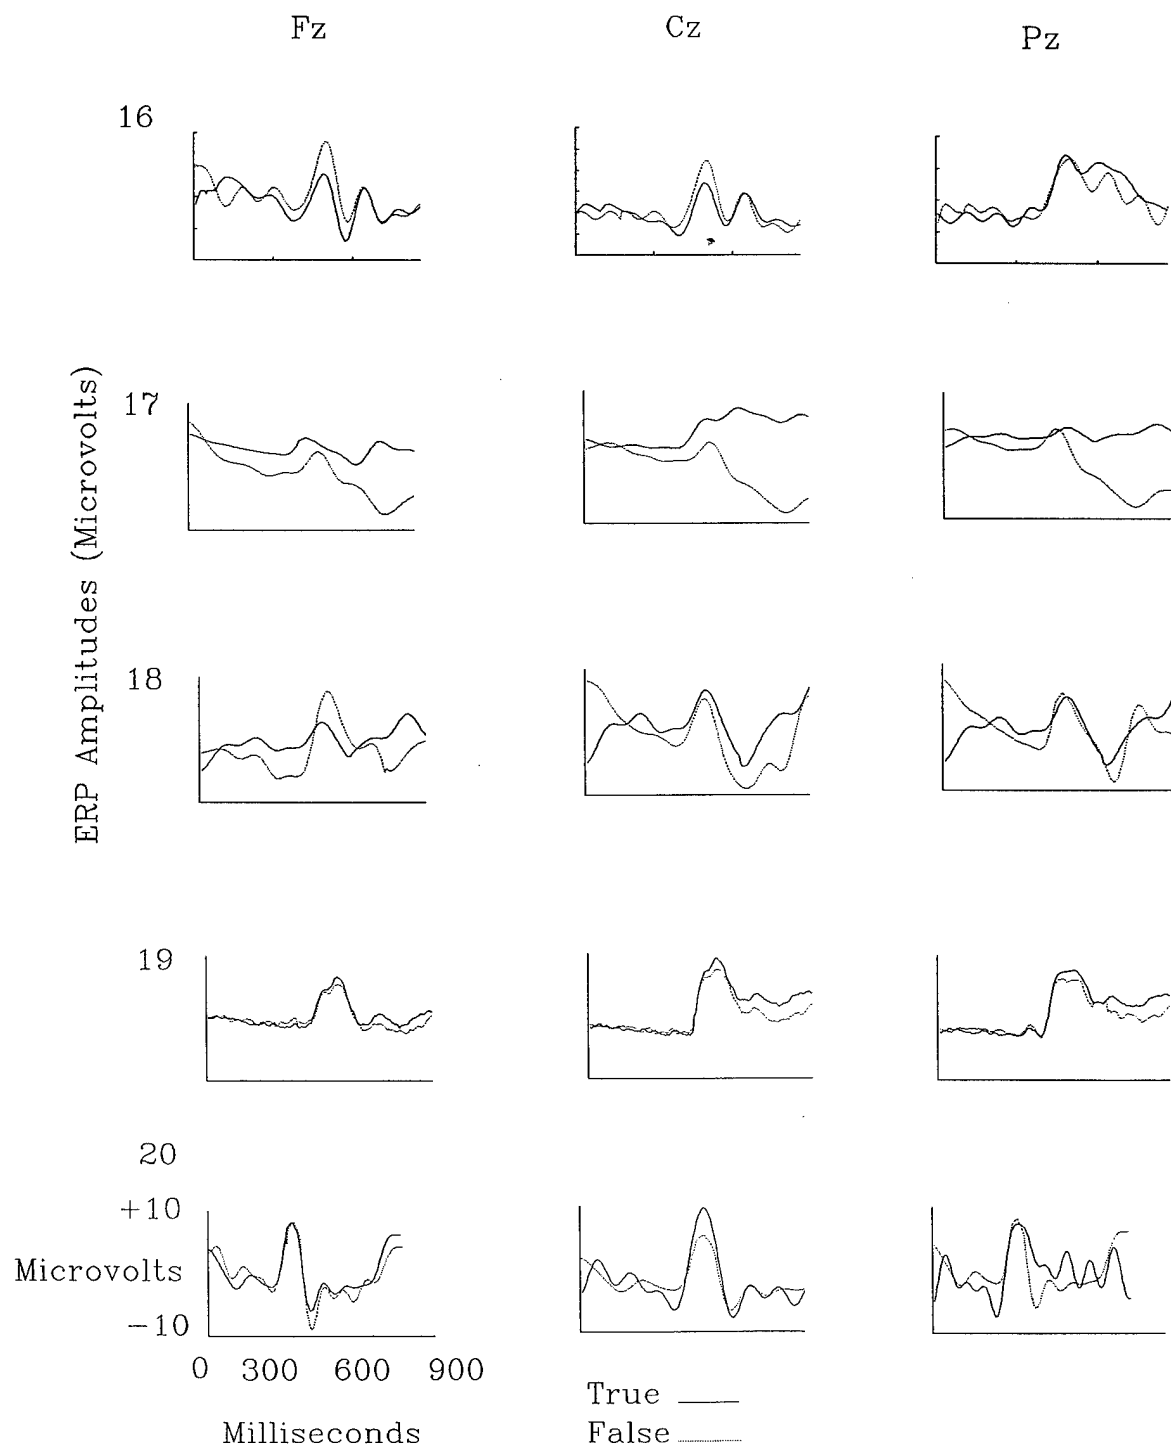 Fz Cz Pz
16
ERP Amplitudes (Microvolts)
17
18
19
20
+10
Microvolts
-10
0 300 600 900
Milliseconds
True
False